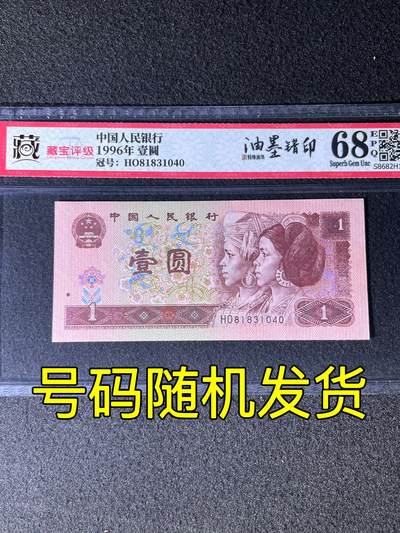 藏 藏宝评级
中国人民银行
1996年 壹圆
冠号: HO81831040
油墨错印
68 EPQ
Superb Gem Unc
中国人民银行
1
壹圆
1
HO81831040
1
号码随机发货